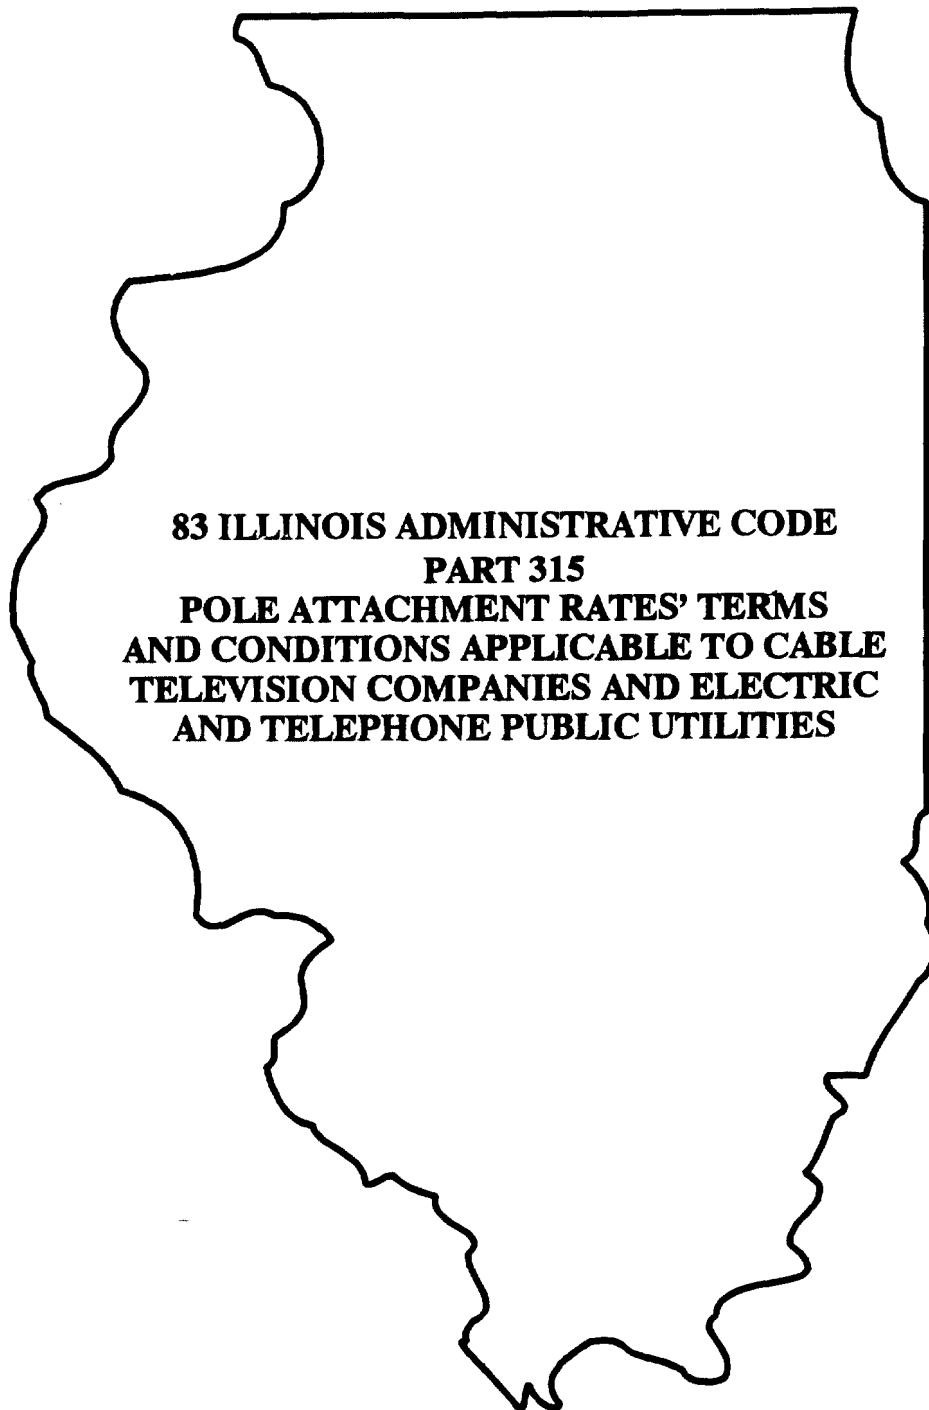 83 ILLINOIS ADMINISTRATIVE CODE
PART 315
POLE ATTACHMENT RATES' TERMS
AND CONDITIONS APPLICABLE TO CABLE
TELEVISION COMPANIES AND ELECTRIC
AND TELEPHONE PUBLIC UTILITIES